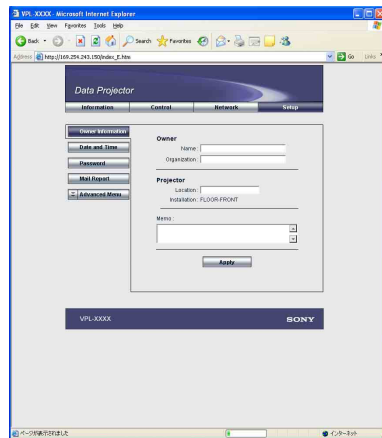 VPL XXXX - Microsoft Internet Explorer
File Edit View Favorites Tools Help
Back Search Favorites
Address http://169.254.243.150/index_E.htm Go Links
Data Projector
Information Control Network Setup
Owner Information
Date and Time
Password
Mail Report
Advanced Menu
Owner
Name :
Organization :
Projector
Location :
Installation : FLOOR-FRONT
Memo :
Apply
VPL-XXXX SONY
ページが表示されました インターネット